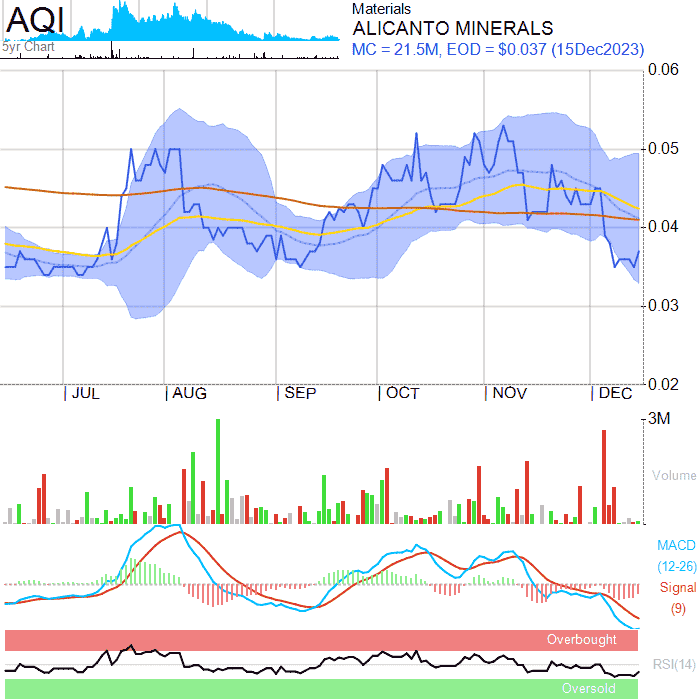 AQI
5yr Chart
Materials
ALICANTO MINERALS
MC = 21.5M, EOD = $0.037 (15Dec2023)
0.06
0.05
0.04
0.03
0.02
JUL AUG SEP OCT NOV DEC
3M
Volume
MACD
(12-26)
Signal
(9)
Overbought
RSI(14)
Oversold